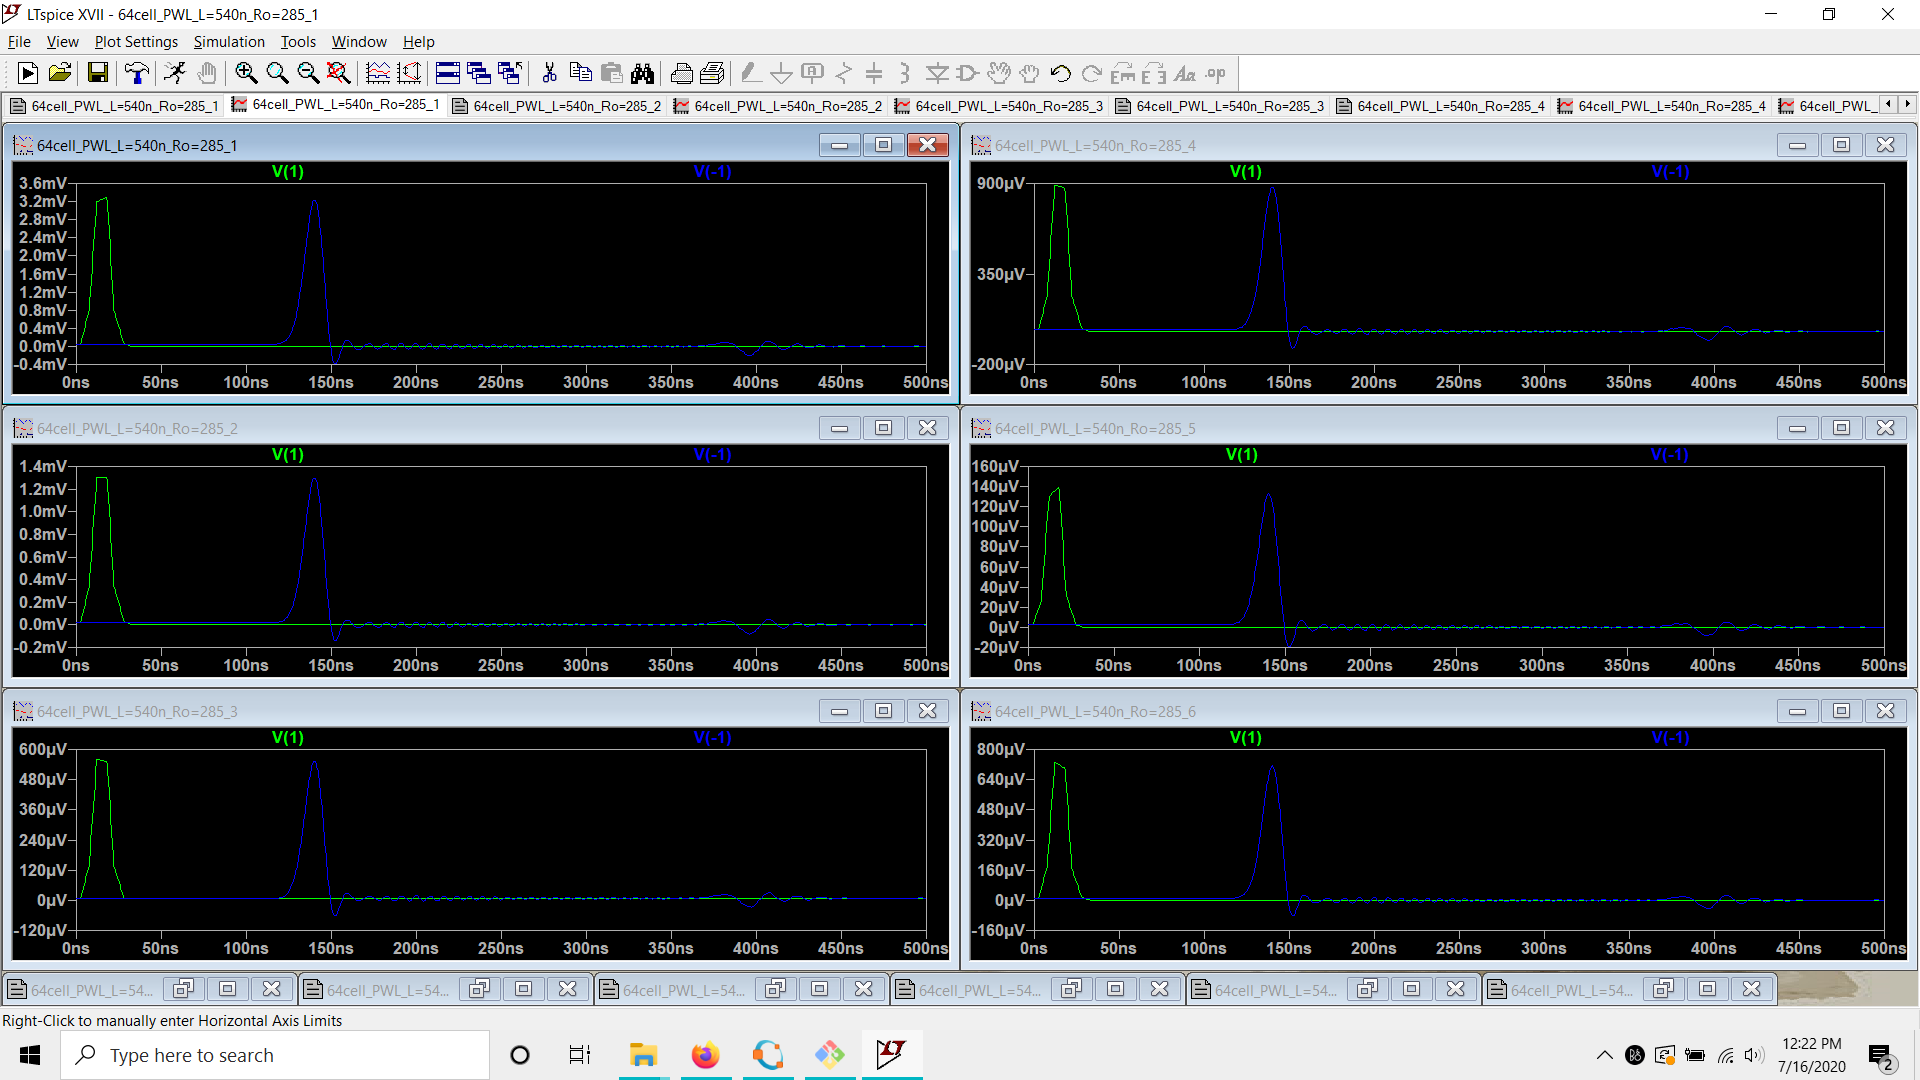 LTspice XVII - 64cell_PWL_L=540n_Ro=285_1
File View Plot Settings Simulation Tools Window Help
64cell_PWL_L=540n_Ro=285_1 64cell_PWL_L=540n_Ro=285_1 64cell_PWL_L=540n_Ro=285_2 64cell_PWL_L=540n_Ro=285_2 64cell_PWL_L=540n_Ro=285_3 64cell_PWL_L=540n_Ro=285_3 64cell_PWL_L=540n_Ro=285_4 64cell_PWL_L=540n_Ro=285_4 64cell_PWL_
64cell_PWL_L=540n_Ro=285_1
V(1) V(-1)
3.6mV
3.2mV
2.8mV
2.4mV
2.0mV
1.6mV
1.2mV
0.8mV
0.4mV
0.0mV
-0.4mV
0ns 50ns 100ns 150ns 200ns 250ns 300ns 350ns 400ns 450ns 500ns
64cell_PWL_L=540n_Ro=285_4
V(1) V(-1)
900µV
350µV
-200µV
0ns 50ns 100ns 150ns 200ns 250ns 300ns 350ns 400ns 450ns 500ns
64cell_PWL_L=540n_Ro=285_2
V(1) V(-1)
1.4mV
1.2mV
1.0mV
0.8mV
0.6mV
0.4mV
0.2mV
0.0mV
-0.2mV
0ns 50ns 100ns 150ns 200ns 250ns 300ns 350ns 400ns 450ns 500ns
64cell_PWL_L=540n_Ro=285_5
V(1) V(-1)
160µV
140µV
120µV
100µV
80µV
60µV
40µV
20µV
0µV
-20µV
0ns 50ns 100ns 150ns 200ns 250ns 300ns 350ns 400ns 450ns 500ns
64cell_PWL_L=540n_Ro=285_3
V(1) V(-1)
600µV
480µV
360µV
240µV
120µV
0µV
-120µV
0ns 50ns 100ns 150ns 200ns 250ns 300ns 350ns 400ns 450ns 500ns
64cell_PWL_L=540n_Ro=285_6
V(1) V(-1)
800µV
640µV
480µV
320µV
160µV
0µV
-160µV
0ns 50ns 100ns 150ns 200ns 250ns 300ns 350ns 400ns 450ns 500ns
64cell_PWL_L=54... 64cell_PWL_L=54... 64cell_PWL_L=54... 64cell_PWL_L=54... 64cell_PWL_L=54... 64cell_PWL_L=54...
Right-Click to manually enter Horizontal Axis Limits
Type here to search
12:22 PM
7/16/2020
2